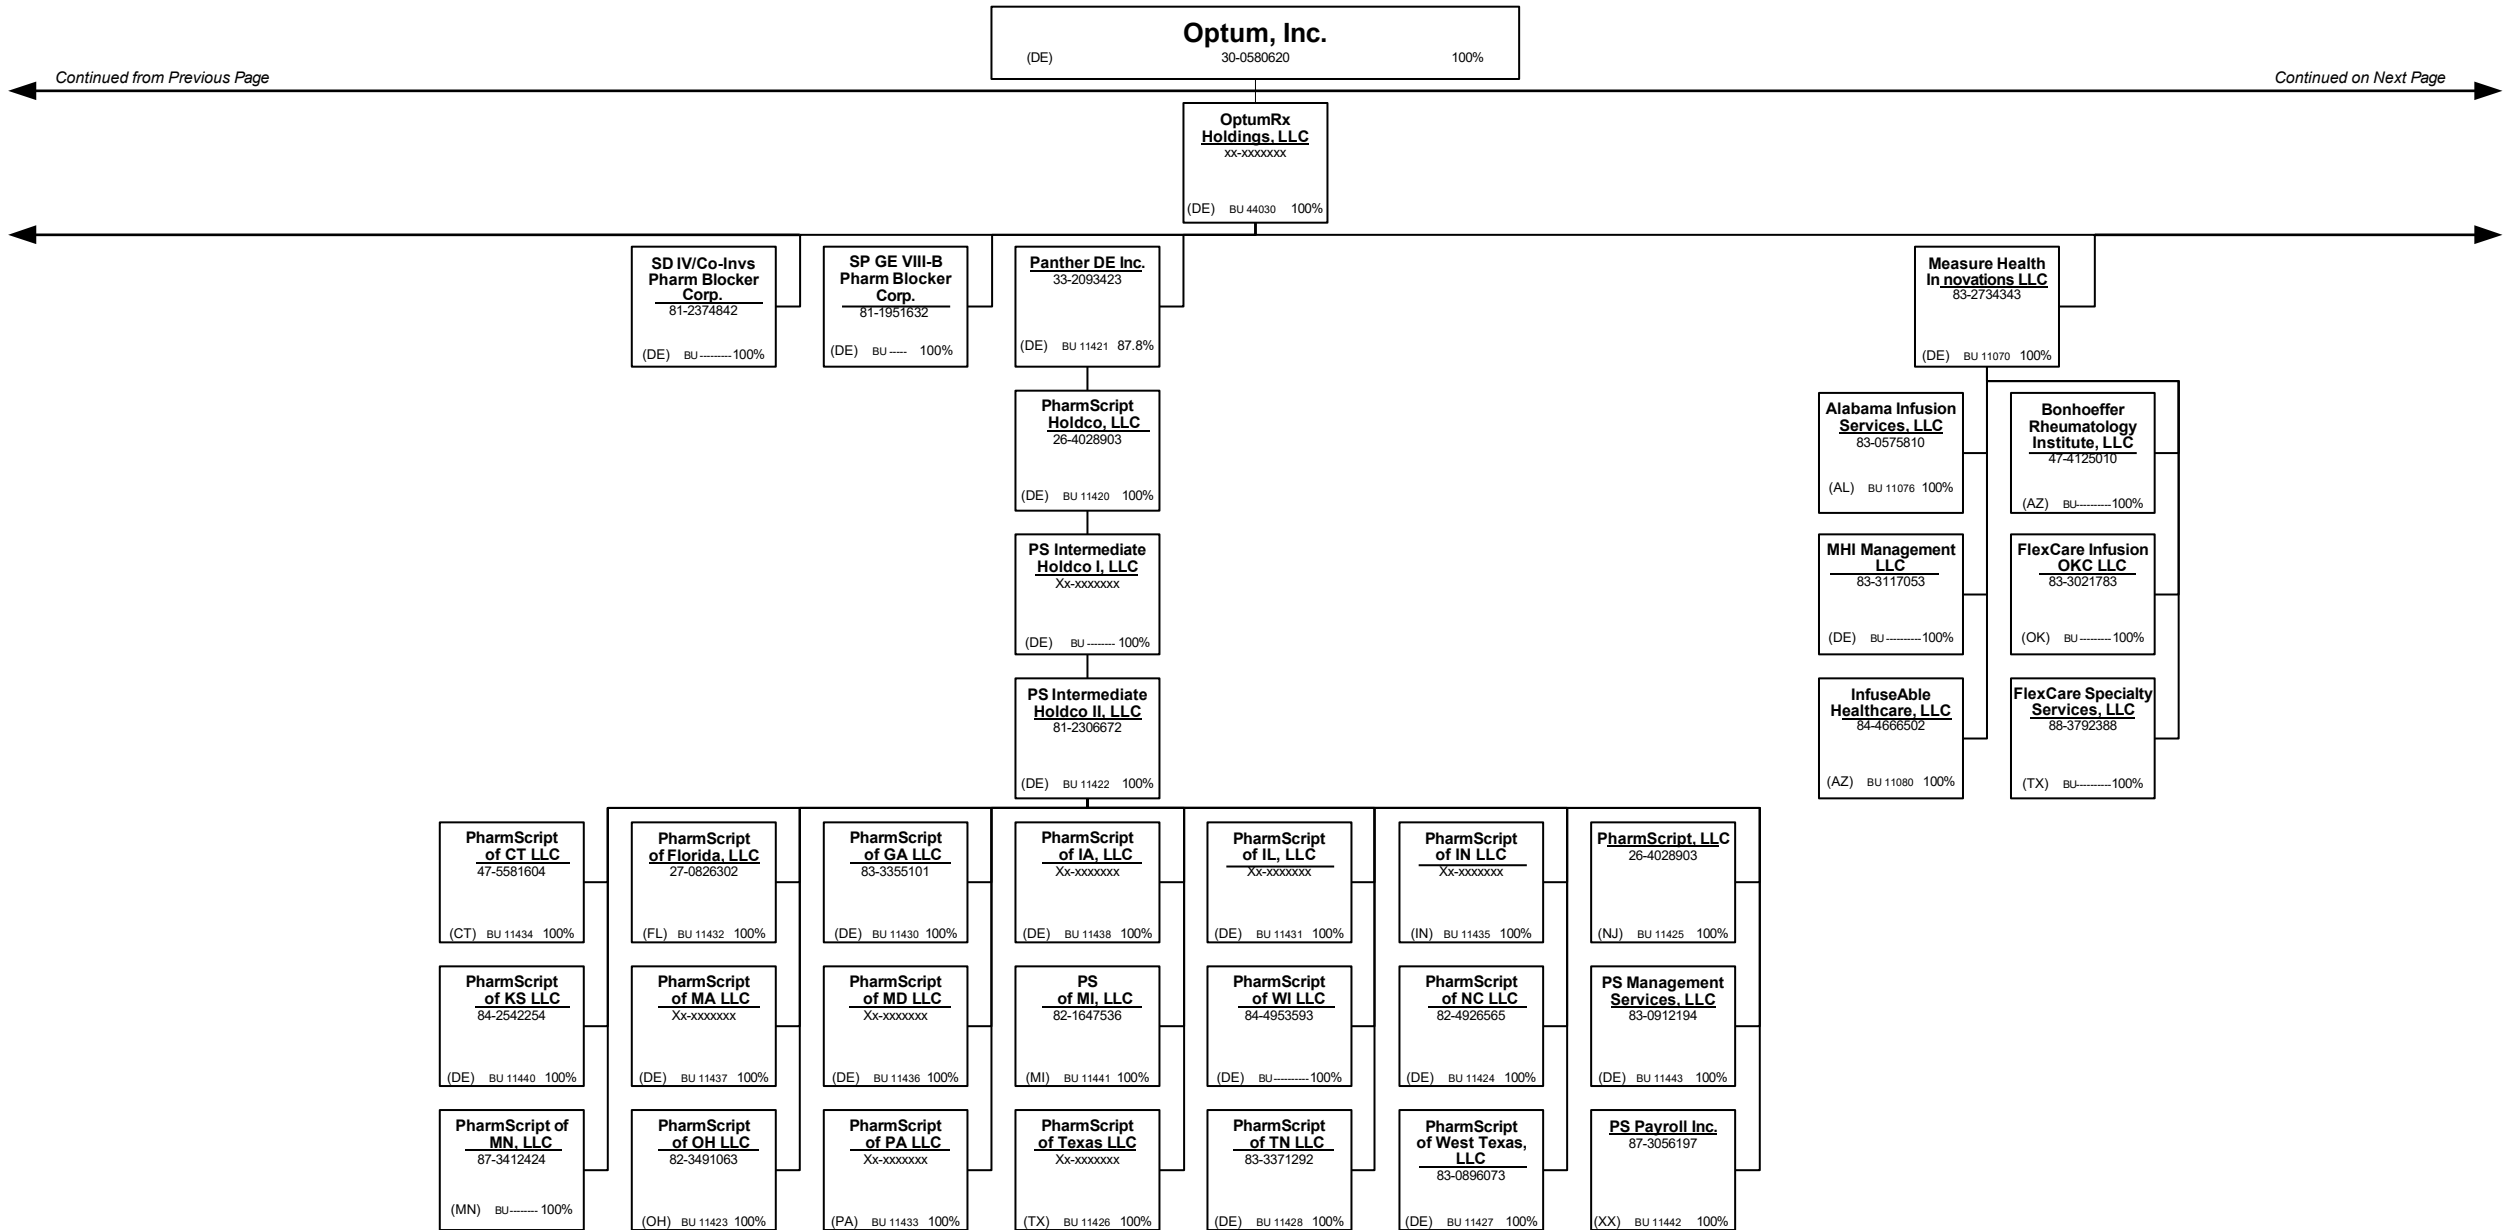 Optum, Inc.
(DE) 30-0580620 100%
Continued from Previous Page
Continued on Next Page
OptumRx
Holdings, LLC
xx-xxxxxxx
(DE) BU 44030 100%
SD IV/Co-Invs
Pharm Blocker
Corp.
81-2374842
(DE) BU ---------100%
SP GE VIII-B
Pharm Blocker
Corp.
81-1951632
(DE) BU ----- 100%
Panther DE Inc.
33-2093423
(DE) BU 11421 87.8%
Measure Health
In novations LLC
83-2734343
(DE) BU 11070 100%
PharmScript
Holdco, LLC
26-4028903
(DE) BU 11420 100%
Alabama Infusion
Services, LLC
83-0575810
(AL) BU 11076 100%
Bonhoeffer
Rheumatology
Institute, LLC
47-4125010
(AZ) BU----------100%
PS Intermediate
Holdco I, LLC
Xx-xxxxxxx
(DE) BU -------- 100%
MHI Management
LLC
83-3117053
(DE) BU ----------100%
FlexCare Infusion
OKC LLC
83-3021783
(OK) BU ---------100%
PS Intermediate
Holdco II, LLC
81-2306672
(DE) BU 11422 100%
InfuseAble
Healthcare, LLC
84-4666502
(AZ) BU 11080 100%
FlexCare Specialty
Services, LLC
88-3792388
(TX) BU----------100%
PharmScript
of CT LLC
47-5581604
(CT) BU 11434 100%
PharmScript
of Florida, LLC
27-0826302
(FL) BU 11432 100%
PharmScript
of GA LLC
83-3355101
(DE) BU 11430 100%
PharmScript
of IA, LLC
Xx-xxxxxxx
(DE) BU 11438 100%
PharmScript
of IL, LLC
Xx-xxxxxxx
(DE) BU 11431 100%
PharmScript
of IN LLC
Xx-xxxxxxx
(IN) BU 11435 100%
PharmScript, LLC
26-4028903
(NJ) BU 11425 100%
PharmScript
of KS LLC
84-2542254
(DE) BU 11440 100%
PharmScript
of MA LLC
Xx-xxxxxxx
(DE) BU 11437 100%
PharmScript
of MD LLC
Xx-xxxxxxx
(DE) BU 11436 100%
PS
of MI, LLC
82-1647536
(MI) BU 11441 100%
PharmScript
of WI LLC
84-4953593
(DE) BU----------100%
PharmScript
of NC LLC
82-4926565
(DE) BU 11424 100%
PS Management
Services, LLC
83-0912194
(DE) BU 11443 100%
PharmScript of
MN, LLC
87-3412424
(MN) BU-------- 100%
PharmScript
of OH LLC
82-3491063
(OH) BU 11423 100%
PharmScript
of PA LLC
Xx-xxxxxxx
(PA) BU 11433 100%
PharmScript
of Texas LLC
Xx-xxxxxxx
(TX) BU 11426 100%
PharmScript
of TN LLC
83-3371292
(DE) BU 11428 100%
PharmScript
of West Texas,
LLC
83-0896073
(DE) BU 11427 100%
PS Payroll Inc.
87-3056197
(XX) BU 11442 100%